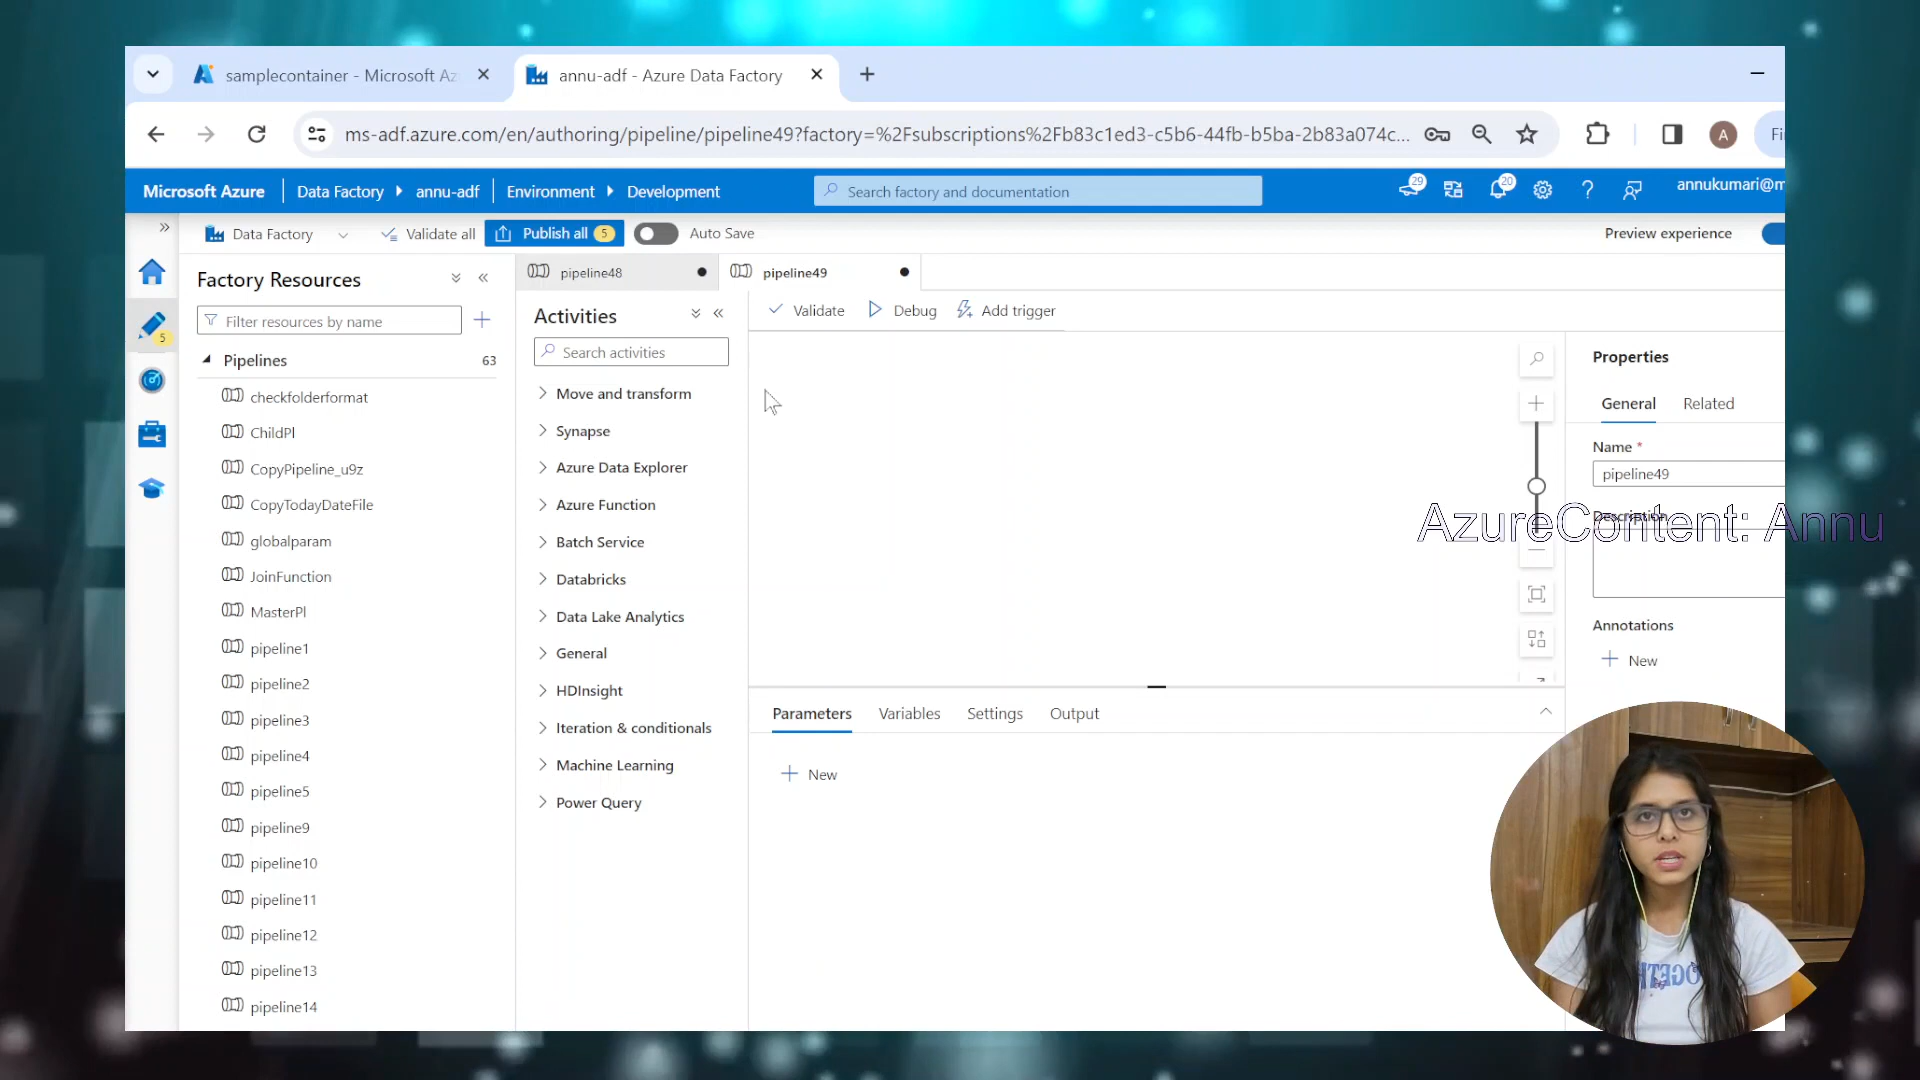 samplecontainer - Microsoft Az
annu-adf - Azure Data Factory
ms-adf.azure.com/en/authoring/pipeline/pipeline49?factory=%2Fsubscriptions%2Fb83c1ed3-c5b6-44fb-b5ba-2b83a074c...
A
Fi
Microsoft Azure
Data Factory
annu-adf
Environment
Development
Search factory and documentation
29
20
?
annukumari@m
Data Factory
Validate all
Publish all
5
Auto Save
Preview experience
5
Factory Resources
Filter resources by name
Pipelines
63
checkfolderformat
ChildPl
CopyPipeline_u9z
CopyTodayDateFile
globalparam
JoinFunction
MasterPl
pipeline1
pipeline2
pipeline3
pipeline4
pipeline5
pipeline9
pipeline10
pipeline11
pipeline12
pipeline13
pipeline14
pipeline48
pipeline49
Activities
Search activities
Move and transform
Synapse
Azure Data Explorer
Azure Function
Batch Service
Databricks
Data Lake Analytics
General
HDInsight
Iteration & conditionals
Machine Learning
Power Query
Validate
Debug
Add trigger
Parameters
Variables
Settings
Output
New
Properties
General
Related
Name *
pipeline49
Description
AzureContent: Annu
Annotations
New